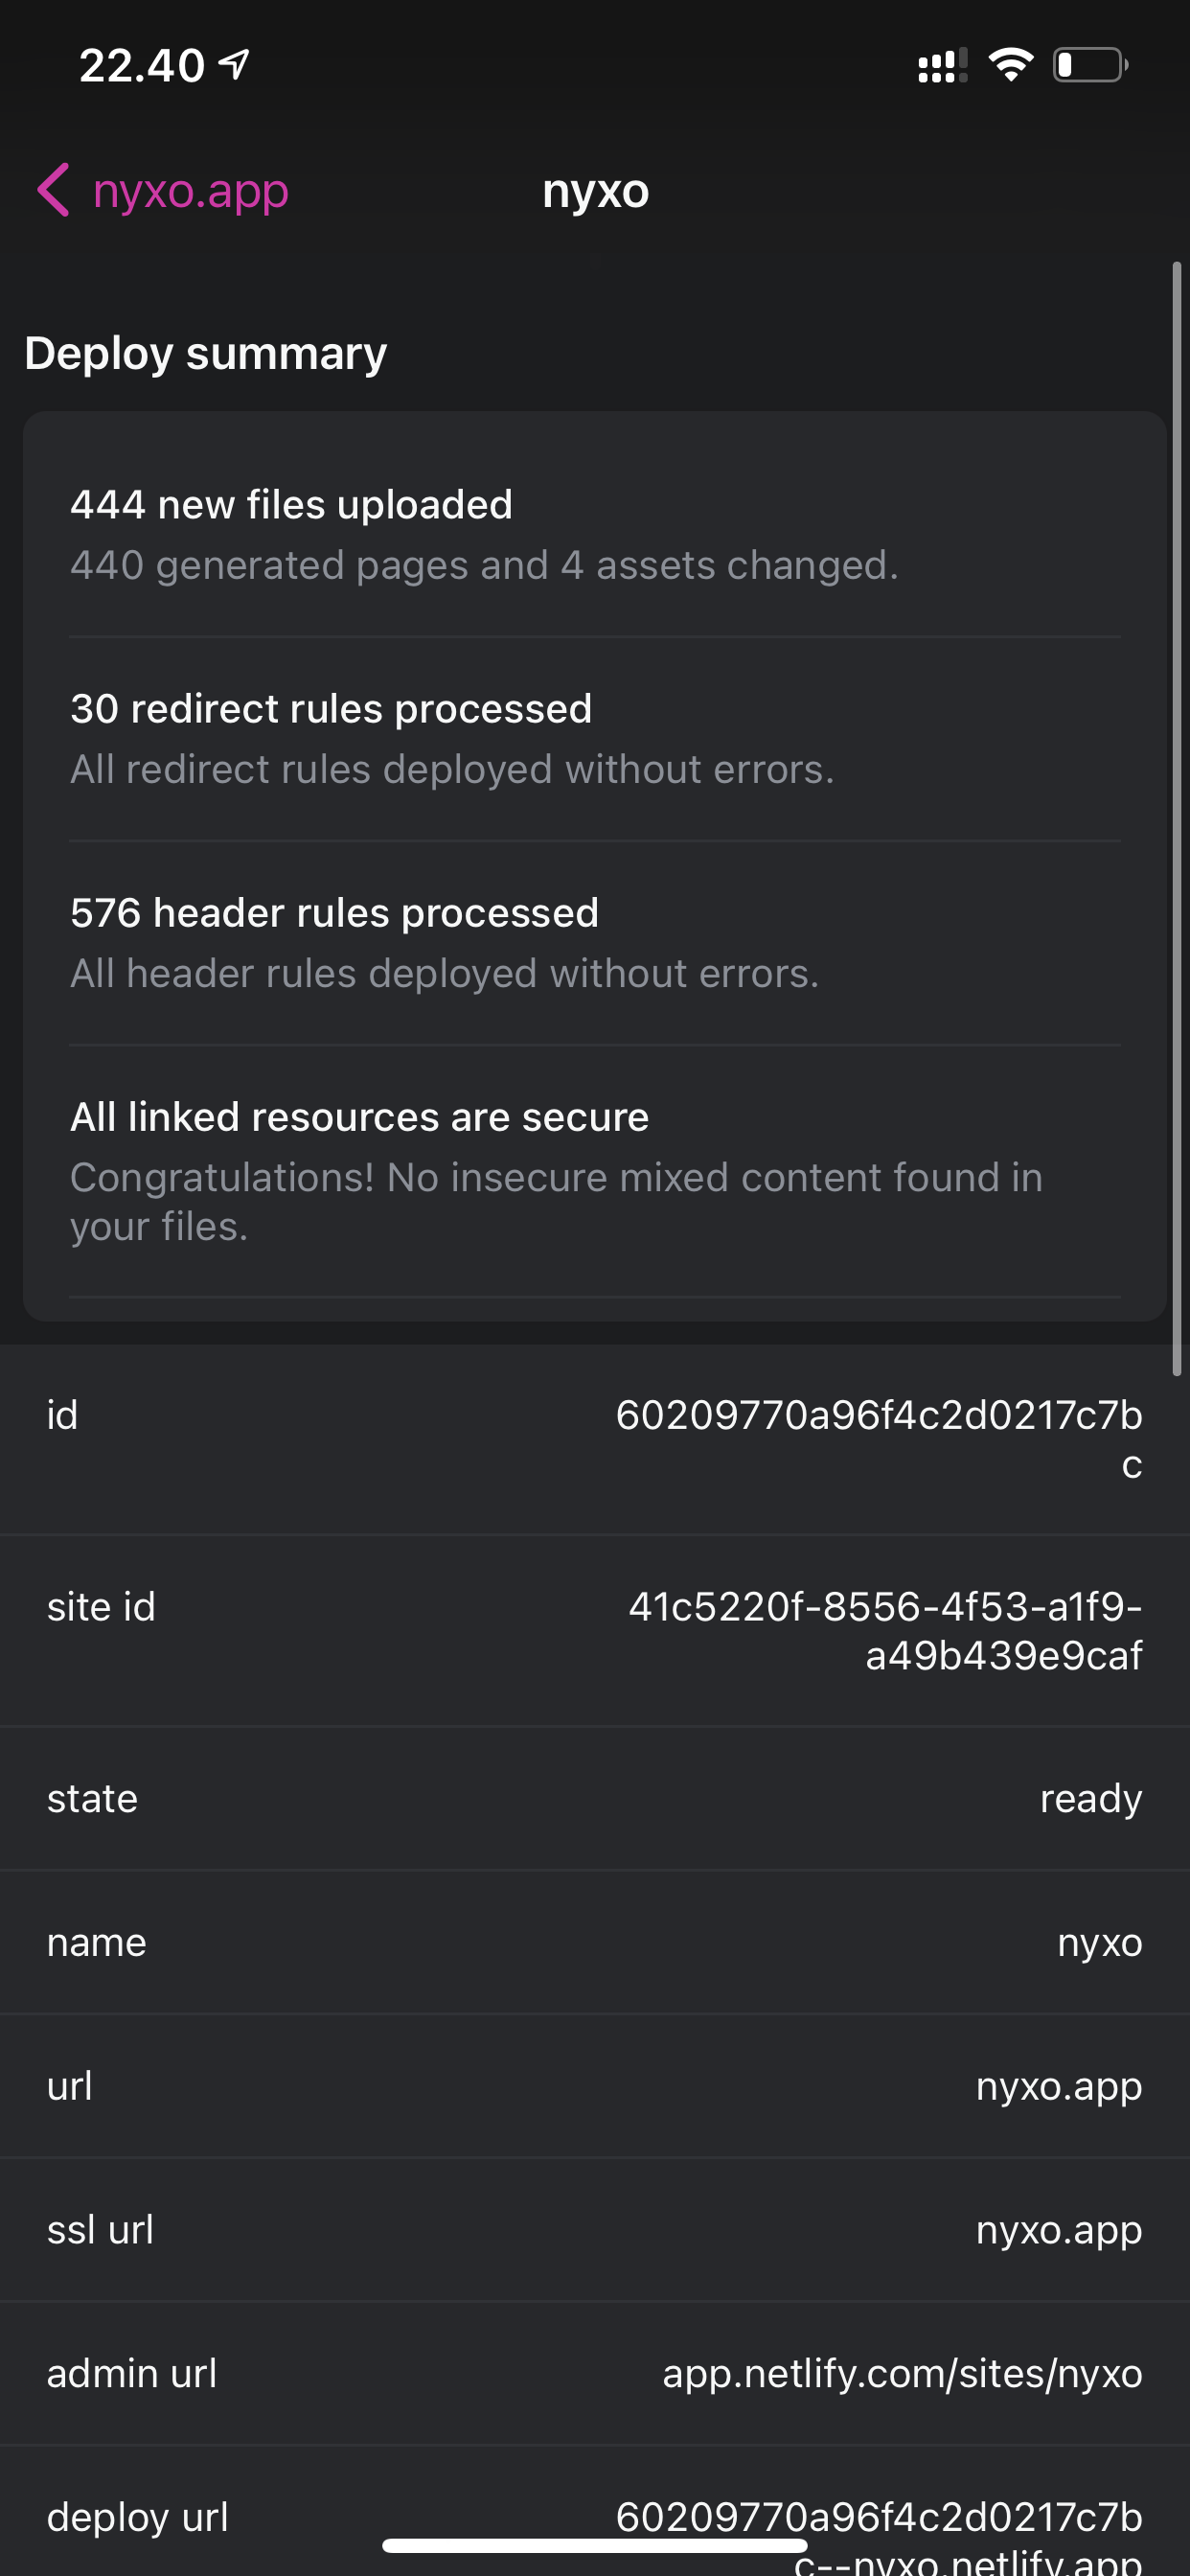 22.40
nyxo.app
nyxo
Deploy summary
444 new files uploaded
440 generated pages and 4 assets changed.
30 redirect rules processed
All redirect rules deployed without errors.
576 header rules processed
All header rules deployed without errors.
All linked resources are secure
Congratulations! No insecure mixed content found in
your files.
id 60209770a96f4c2d0217c7b
c
site id 41c5220f-8556-4f53-a1f9-
a49b439e9caf
state ready
name nyxo
url nyxo.app
ssl url nyxo.app
admin url app.netlify.com/sites/nyxo
deploy url 60209770a96f4c2d0217c7b
c--nyxo.netlify.app